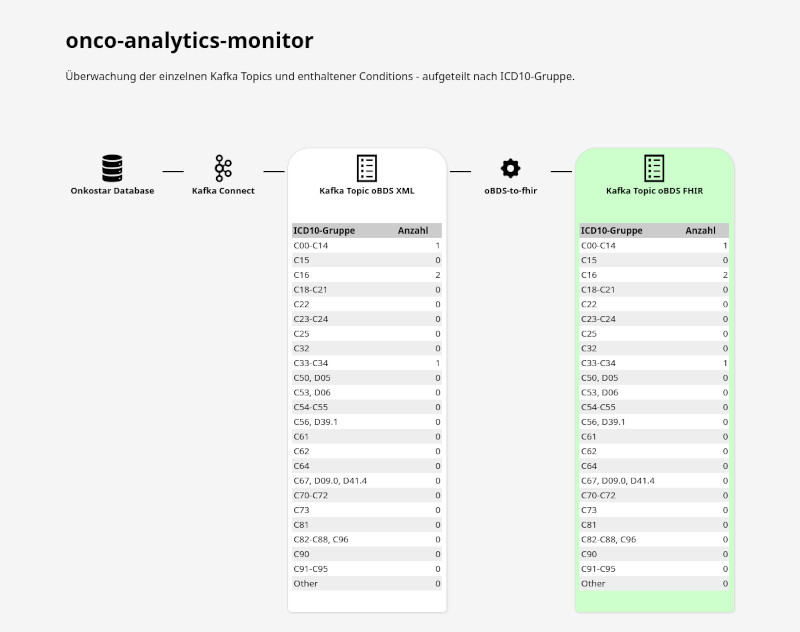 onco-analytics-monitor
Überwachung der einzelnen Kafka Topics und enthaltener Conditions - aufgeteilt nach ICD10-Gruppe.
Onkostar Database
Kafka Connect
Kafka Topic oBDS XML
ICD10-Gruppe Anzahl
C00-C14 1
C15 0
C16 2
C18-C21 0
C22 0
C23-C24 0
C25 0
C32 0
C33-C34 1
C50, D05 0
C53, D06 0
C54-C55 0
C56, D39.1 0
C61 0
C62 0
C64 0
C67, D09.0, D41.4 0
C70-C72 0
C73 0
C81 0
C82-C88, C96 0
C90 0
C91-C95 0
Other 0
oBDS-to-fhir
Kafka Topic oBDS FHIR
ICD10-Gruppe Anzahl
C00-C14 1
C15 0
C16 2
C18-C21 0
C22 0
C23-C24 0
C25 0
C32 0
C33-C34 1
C50, D05 0
C53, D06 0
C54-C55 0
C56, D39.1 0
C61 0
C62 0
C64 0
C67, D09.0, D41.4 0
C70-C72 0
C73 0
C81 0
C82-C88, C96 0
C90 0
C91-C95 0
Other 0